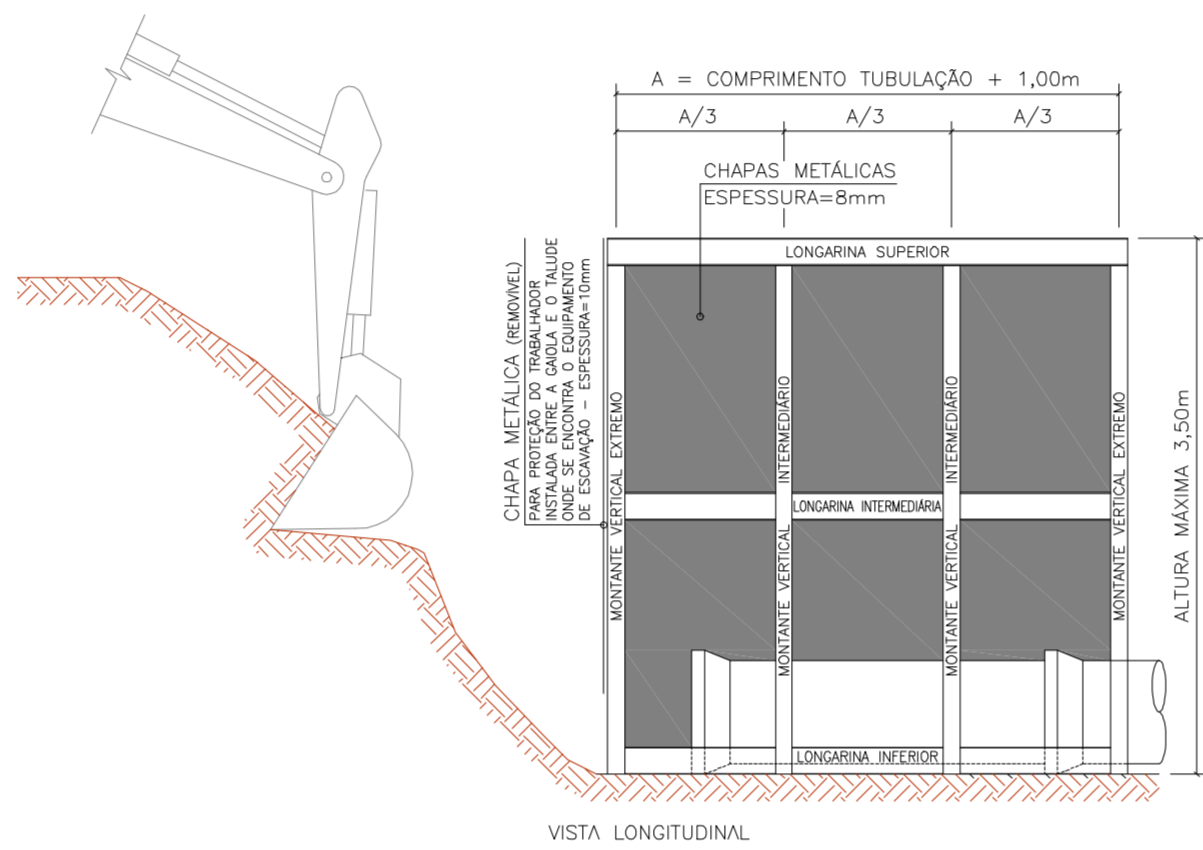 A = COMPRIMENTO TUBULAÇÃO + 1,00m
A/3
A/3
A/3
CHAPAS METÁLICAS
ESPESSURA=8mm
LONGARINA SUPERIOR
CHAPA METÁLICA (REMOVÍVEL)
PARA PROTEÇÃO DO TRABALHADOR
INSTALADA ENTRE A GAIOLA E O TALUDE
ONDE SE ENCONTRA O EQUIPAMENTO
DE ESCAVAÇÃO - ESPESSURA=10mm
MONTANTE VERTICAL EXTREMO
MONTANTE VERTICAL INTERMEDIÁRIO
MONTANTE VERTICAL INTERMEDIÁRIO
MONTANTE VERTICAL EXTREMO
ALTURA MÁXIMA 3,50m
LONGARINA INTERMEDIÁRIA
LONGARINA INFERIOR
VISTA LONGITUDINAL